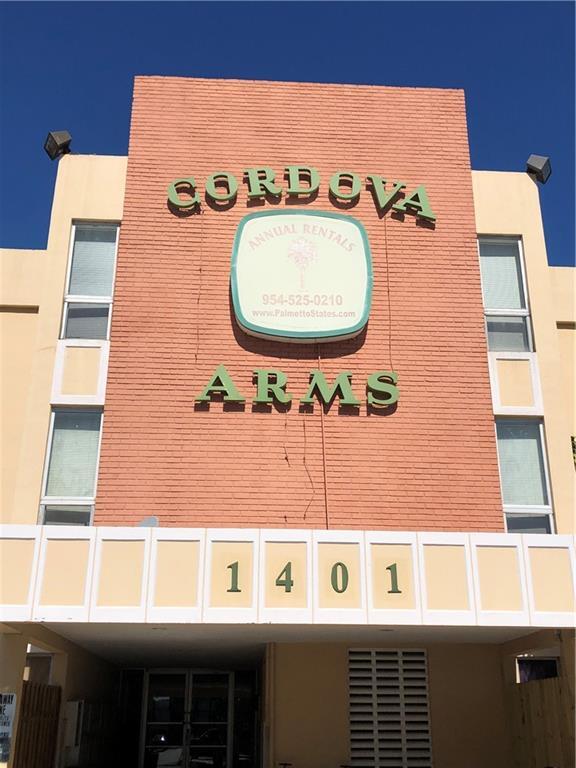 CORDOVA
ANNUAL RENTALS
954-525-0210
www.PalmettoStates.com
ARMS
1401